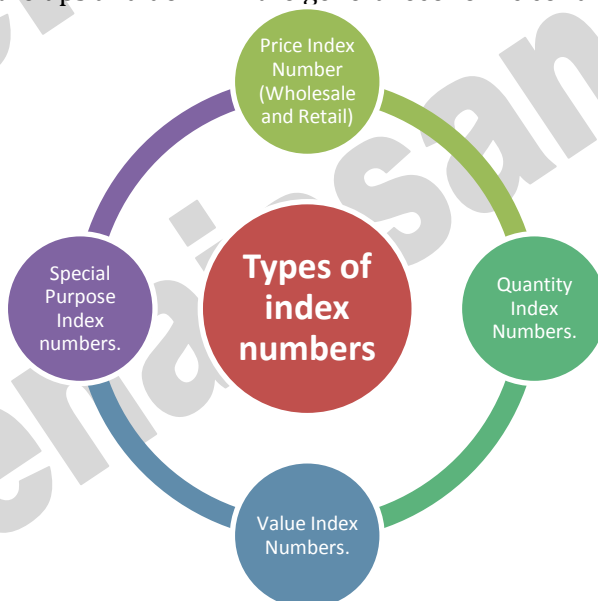 Price Index
Number
(Wholesale
and Retail)
Types of
index
numbers
Special
Purpose
Index
numbers.
Quantity
Index
Numbers.
Value Index
Numbers.